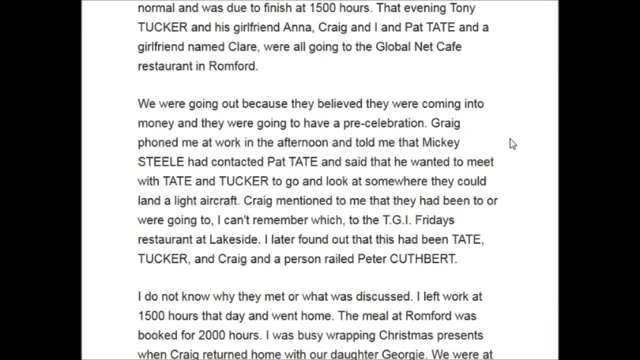 normal and was due to finish at 1500 hours. That evening Tony
TUCKER and his girlfriend Anna, Craig and I and Pat TATE and a
girlfriend named Clare, were all going to the Global Net Cafe
restaurant in Romford.
We were going out because they believed they were coming into
money and they were going to have a pre-celebration. Graig
phoned me at work in the afternoon and told me that Mickey
STEELE had contacted Pat TATE and said that he wanted to meet
with TATE and TUCKER to go and look at somewhere they could
land a light aircraft. Craig mentioned to me that they had been to or
were going to, I can't remember which, to the T.G.I. Fridays
restaurant at Lakeside. I later found out that this had been TATE,
TUCKER, and Craig and a person railed Peter CUTHBERT.
I do not know why they met or what was discussed. I left work at
1500 hours that day and went home. The meal at Romford was
booked for 2000 hours. I was busy wrapping Christmas presents
when Craig returned home with our daughter Georgie. We were at